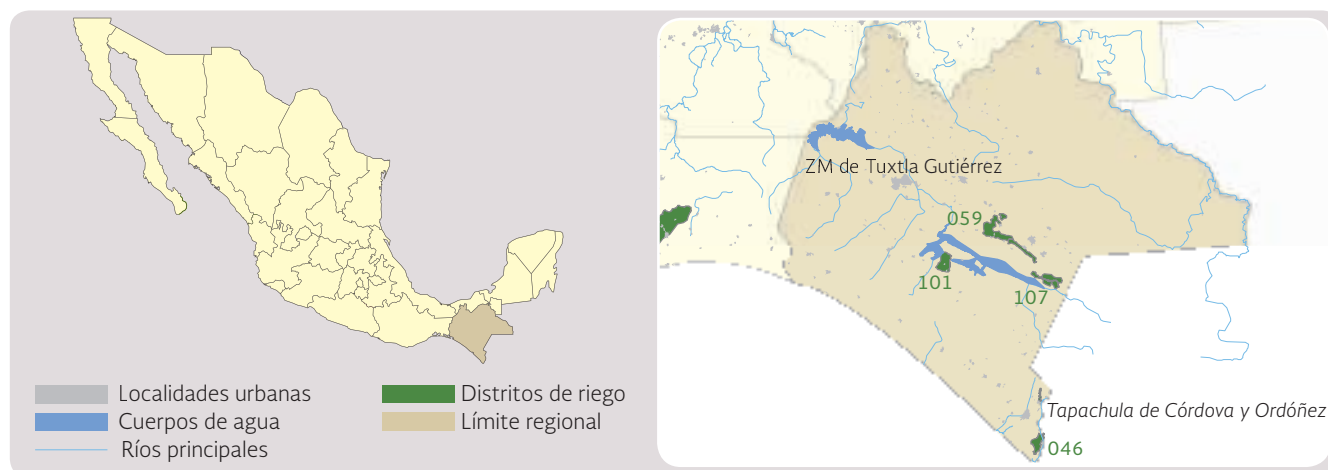 ZM de Tuxtla Gutiérrez
059
101
107
Tapachula de Córdova y Ordóñez
046
Localidades urbanas
Cuerpos de agua
Ríos principales
Distritos de riego
Límite regional